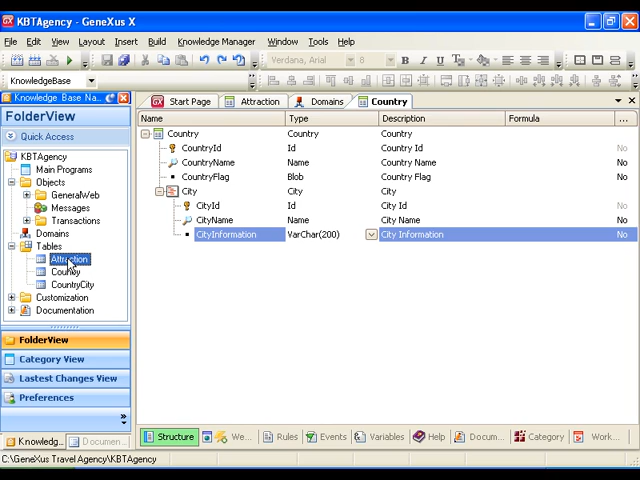 KBTAgency - GeneXus X
File Edit View Layout Insert Build Knowledge Manager Window Tools Help
Verdana, Arial 8 B I U
KnowledgeBase
Knowledge Base Na...
FolderView
Quick Access
KBTAgency
Main Programs
Objects
GeneralWeb
Messages
Transactions
Domains
Tables
Attraction
Country
CountryCity
Customization
Documentation
FolderView
Category View
Lastest Changes View
Preferences
Knowledg... Documen...
Start Page Attraction Domains Country
Name Type Description Formula ...
Country Country Country
CountryId Id Country Id No
CountryName Name Country Name No
CountryFlag Blob Country Flag No
City City City
CityId Id City Id No
CityName Name City Name No
CityInformation VarChar(200) City Information No
Structure We... Rules Events Variables Help Docum... Category Work...
C:\GeneXus Travel Agency\KBTAgency